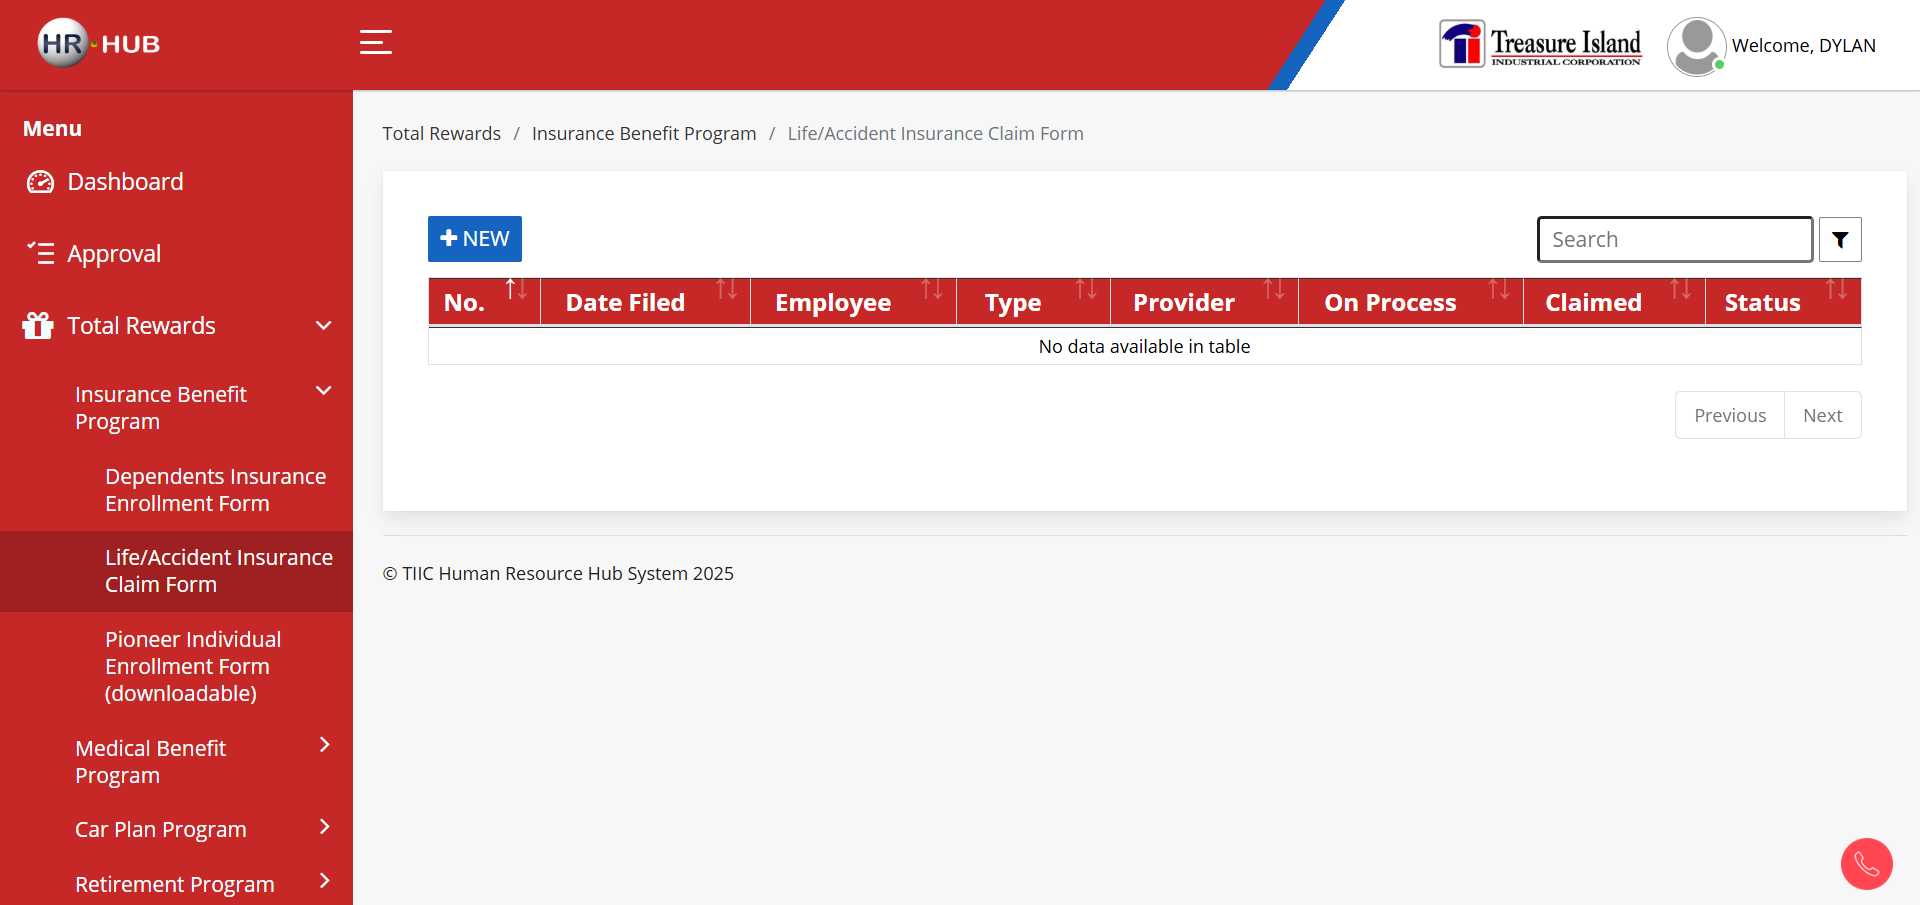 HR-HUB
Treasure Island
INDUSTRIAL CORPORATION
Welcome, DYLAN
Menu
Dashboard
Approval
Total Rewards
Insurance Benefit
Program
Dependents Insurance
Enrollment Form
Life/Accident Insurance
Claim Form
Pioneer Individual
Enrollment Form
(downloadable)
Medical Benefit
Program
Car Plan Program
Retirement Program
Total Rewards / Insurance Benefit Program / Life/Accident Insurance Claim Form
NEW
Search
No. Date Filed Employee Type Provider On Process Claimed Status
No data available in table
Previous Next
© TIIC Human Resource Hub System 2025